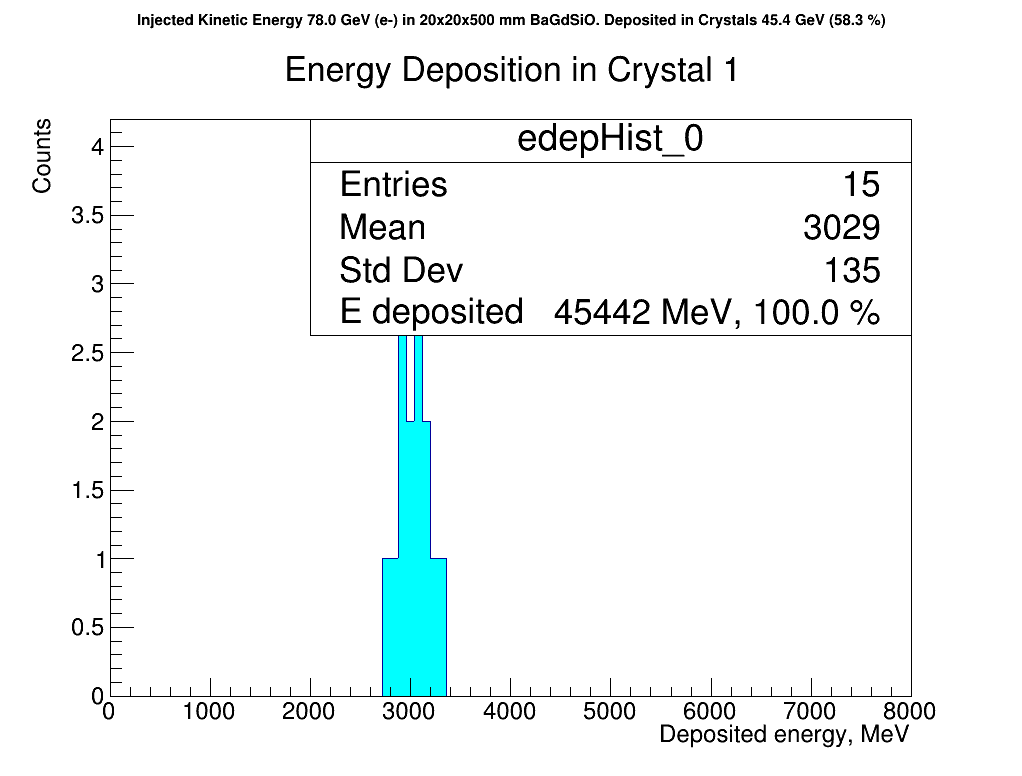 Injected Kinetic Energy 78.0 GeV (e-) in 20x20x500 mm BaGdSiO. Deposited in Crystals 45.4 GeV (58.3 %)
Energy Deposition in Crystal 1
Counts
edepHist_0
Entries 15
Mean 3029
Std Dev 135
E deposited 45442 MeV, 100.0 %
4
3.5
3
2.5
2
1.5
1
0.5
0
0 1000 2000 3000 4000 5000 6000 7000 8000
Deposited energy, MeV